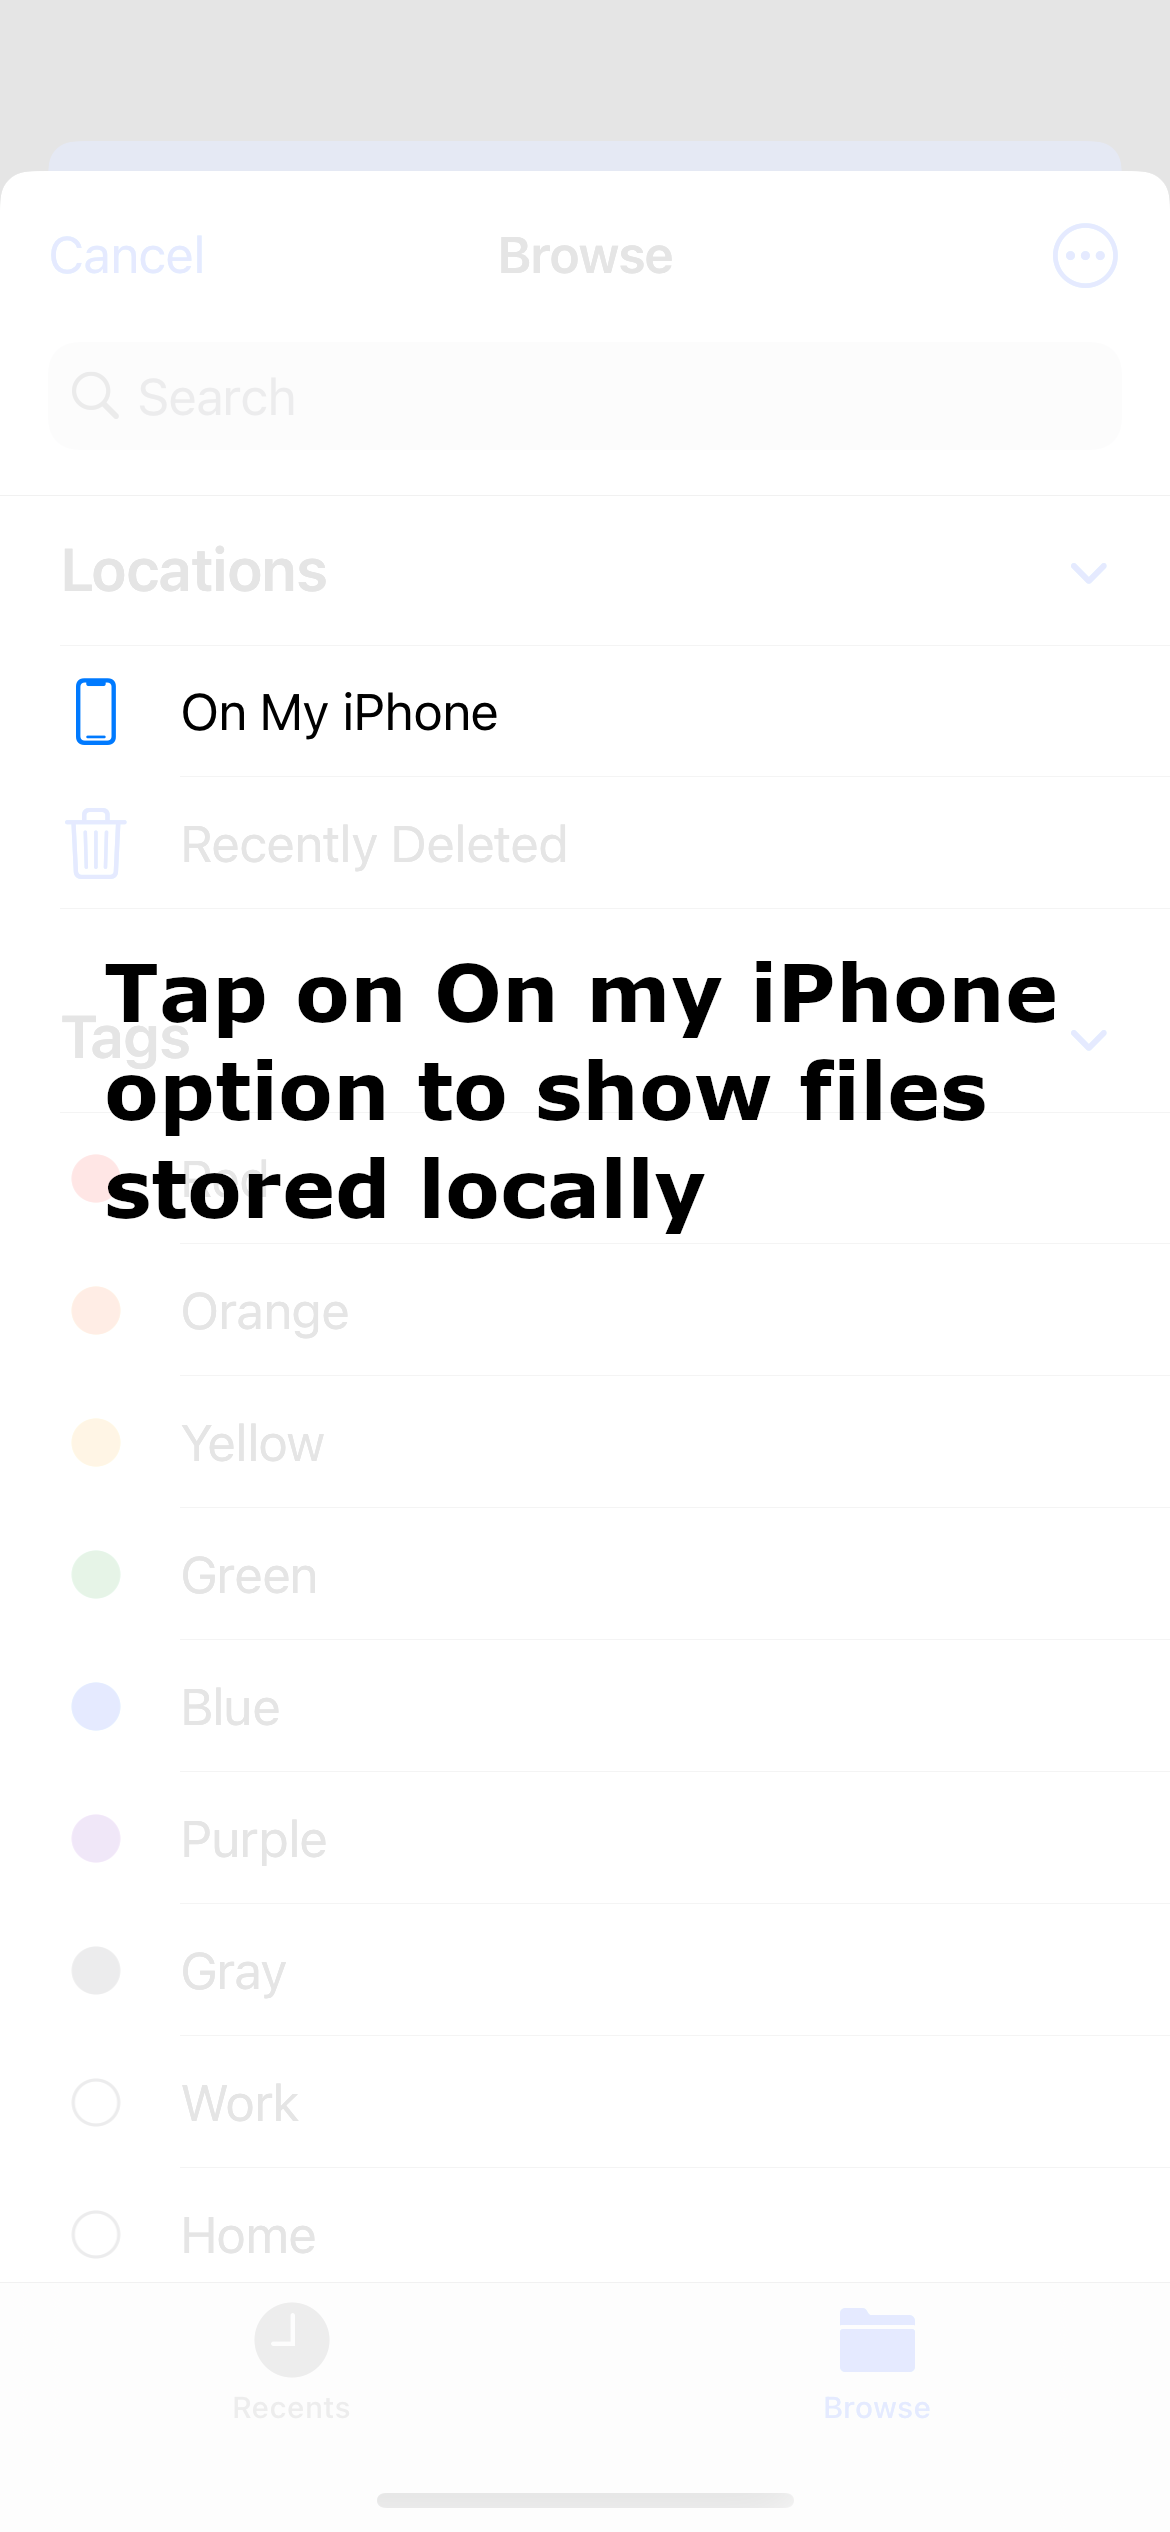 Cancel
Browse
Search
Locations
On My iPhone
Recently Deleted
Tap on On my iPhone
option to show files
stored locally
Tags
Red
Orange
Yellow
Green
Blue
Purple
Gray
Work
Home
Recents
Browse